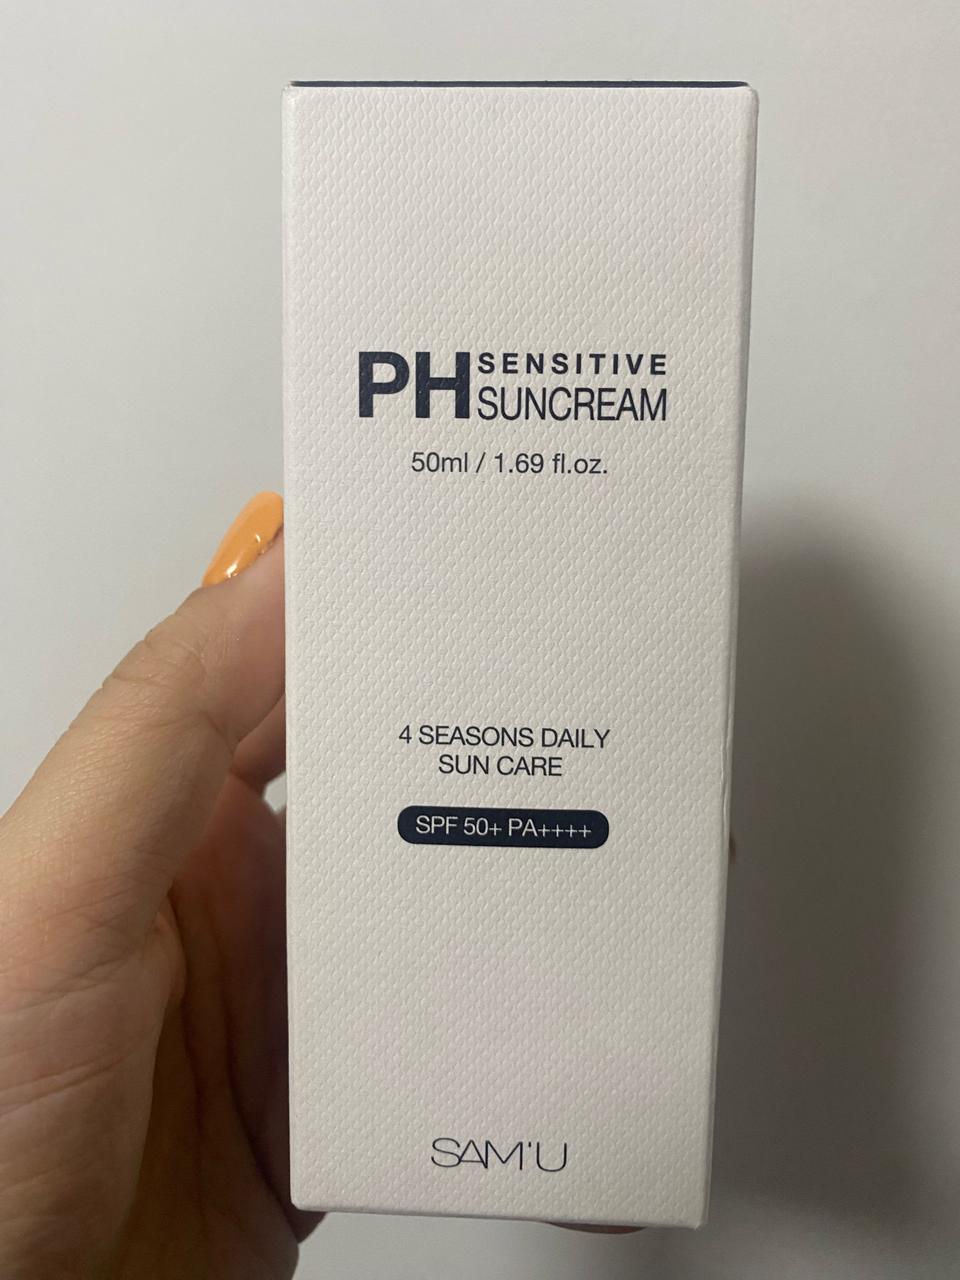 PH SENSITIVE
SUNCREAM
50ml / 1.69 fl.oz.
4 SEASONS DAILY
SUN CARE
SPF 50+ PA++++
SAM'U